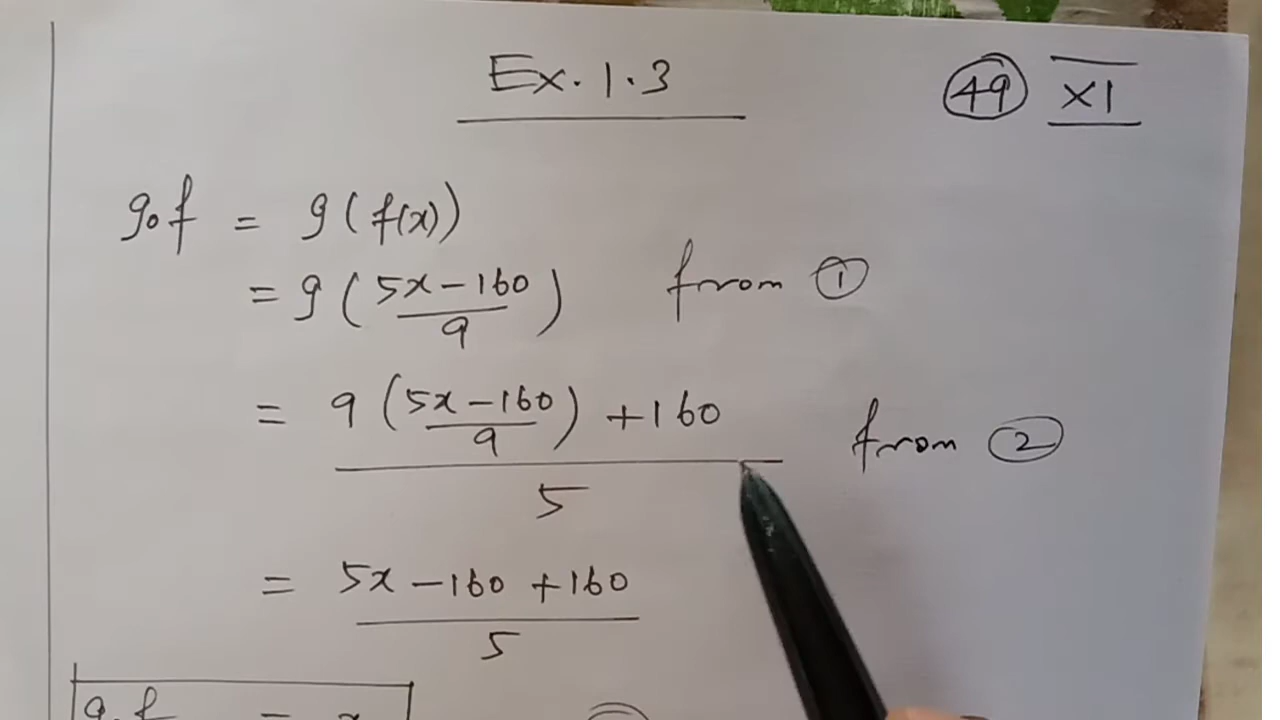 Ex. 1.3
49 XI
gof = g(f(x))
= g(5x-160/9) from ①
= 9(5x-160/9) +160 / 5 from ②
= 5x-160+160 / 5
gof = x